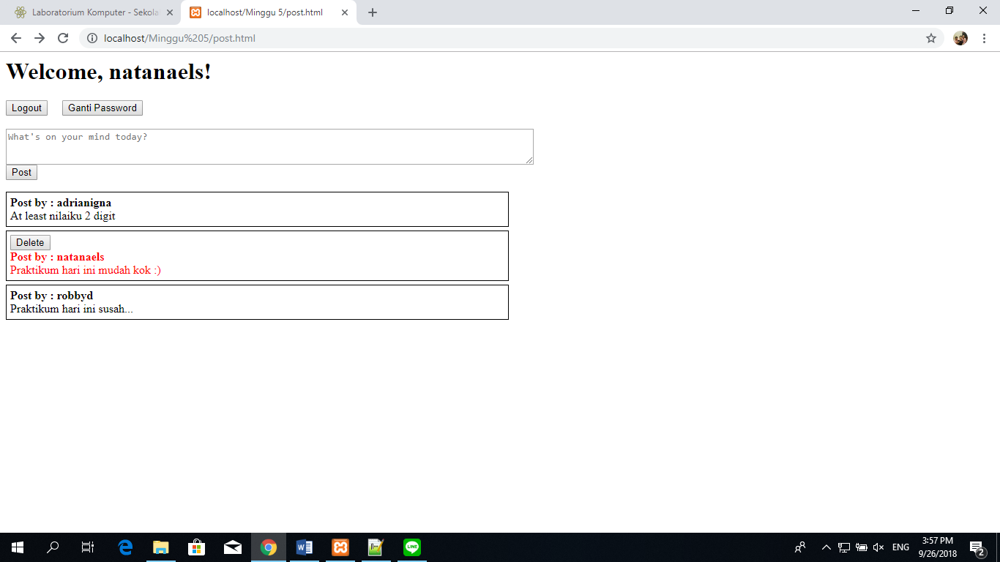 Laboratorium Komputer - Sekola
localhost/Minggu 5/post.html
localhost/Minggu%205/post.html
Welcome, natanaels!
Logout
Ganti Password
What's on your mind today?
Post
Post by : adrianigna
At least nilaiku 2 digit
Delete
Post by : natanaels
Praktikum hari ini mudah kok :)
Post by : robbyd
Praktikum hari ini susah...
ENG
3:57 PM
9/26/2018
2